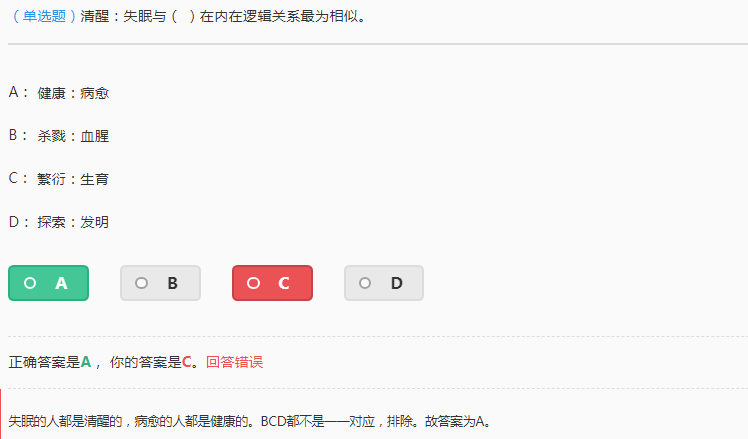 （单选题）清醒：失眠与（ ）在内在逻辑关系最为相似。
A： 健康：病愈
B： 杀戮：血腥
C： 繁衍：生育
D： 探索：发明
A B C D
正确答案是A， 你的答案是C。回答错误
失眠的人都是清醒的，病愈的人都是健康的。BCD都不是一一对应，排除。故答案为A。